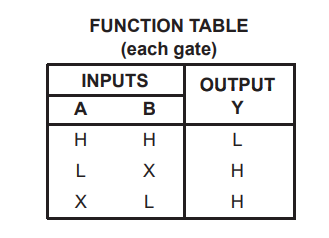 FUNCTION TABLE
(each gate)
INPUTS OUTPUT
A B Y
H H L
L X H
X L H